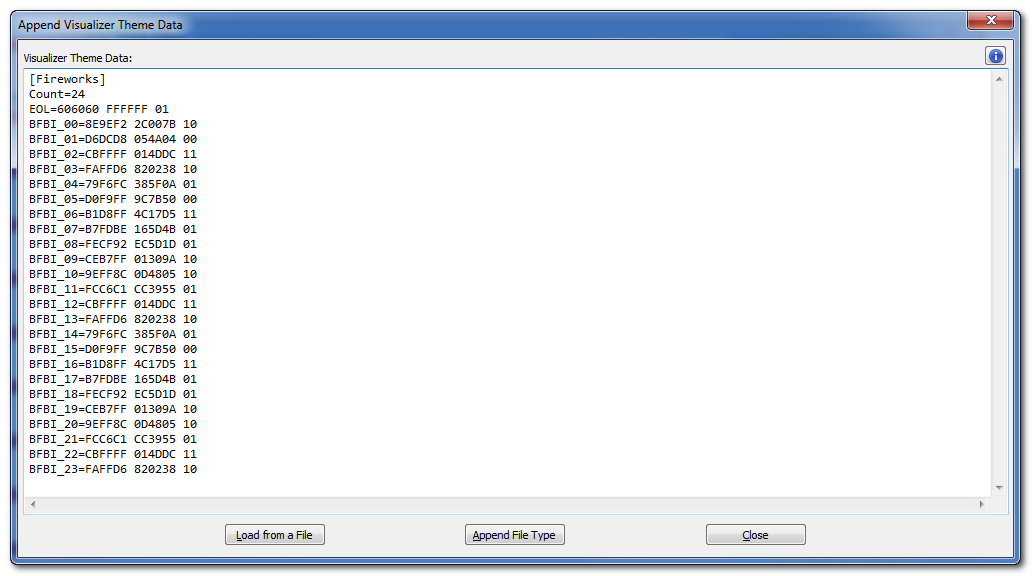 Append Visualizer Theme Data
Visualizer Theme Data:
[Fireworks]
Count=24
EOL=606060 FFFFFF 01
BFBI_00=8E9EF2 2C007B 10
BFBI_01=D6DCD8 054A04 00
BFBI_02=CBFFFF 014DDC 11
BFBI_03=FAFFD6 820238 10
BFBI_04=79F6FC 385F0A 01
BFBI_05=D0F9FF 9C7B50 00
BFBI_06=B1D8FF 4C17D5 11
BFBI_07=B7FDBE 165D4B 01
BFBI_08=FECF92 EC5D1D 01
BFBI_09=CEB7FF 01309A 10
BFBI_10=9EFF8C 0D4805 10
BFBI_11=FCC6C1 CC3955 01
BFBI_12=CBFFFF 014DDC 11
BFBI_13=FAFFD6 820238 10
BFBI_14=79F6FC 385F0A 01
BFBI_15=D0F9FF 9C7B50 00
BFBI_16=B1D8FF 4C17D5 11
BFBI_17=B7FDBE 165D4B 01
BFBI_18=FECF92 EC5D1D 01
BFBI_19=CEB7FF 01309A 10
BFBI_20=9EFF8C 0D4805 10
BFBI_21=FCC6C1 CC3955 01
BFBI_22=CBFFFF 014DDC 11
BFBI_23=FAFFD6 820238 10
Load from a File
Append File Type
Close